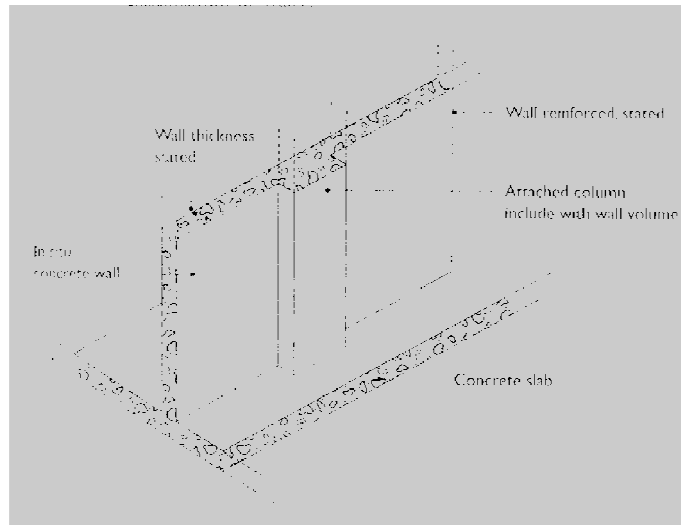 Wall reinforced, stated
Wall thickness
stated
Attached column
include with wall volume
In situ
concrete wall
Concrete slab